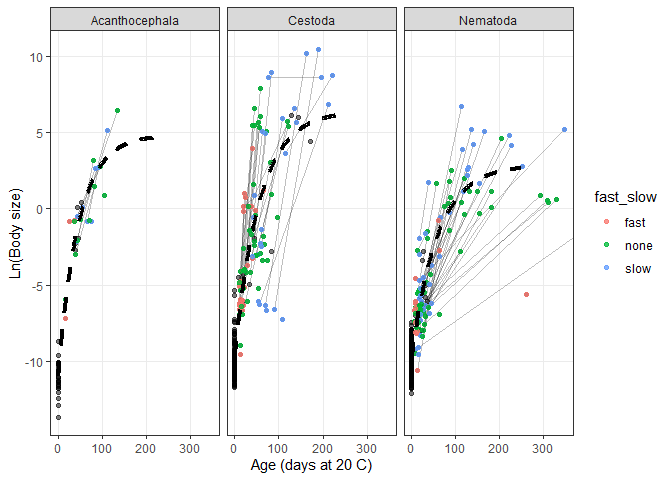 Acanthocephala Cestoda Nematoda
10
5
0
-5
-10
Ln(Body size)
0 100 200 300 0 100 200 300 0 100 200 300
Age (days at 20 C)
fast_slow
fast
none
slow